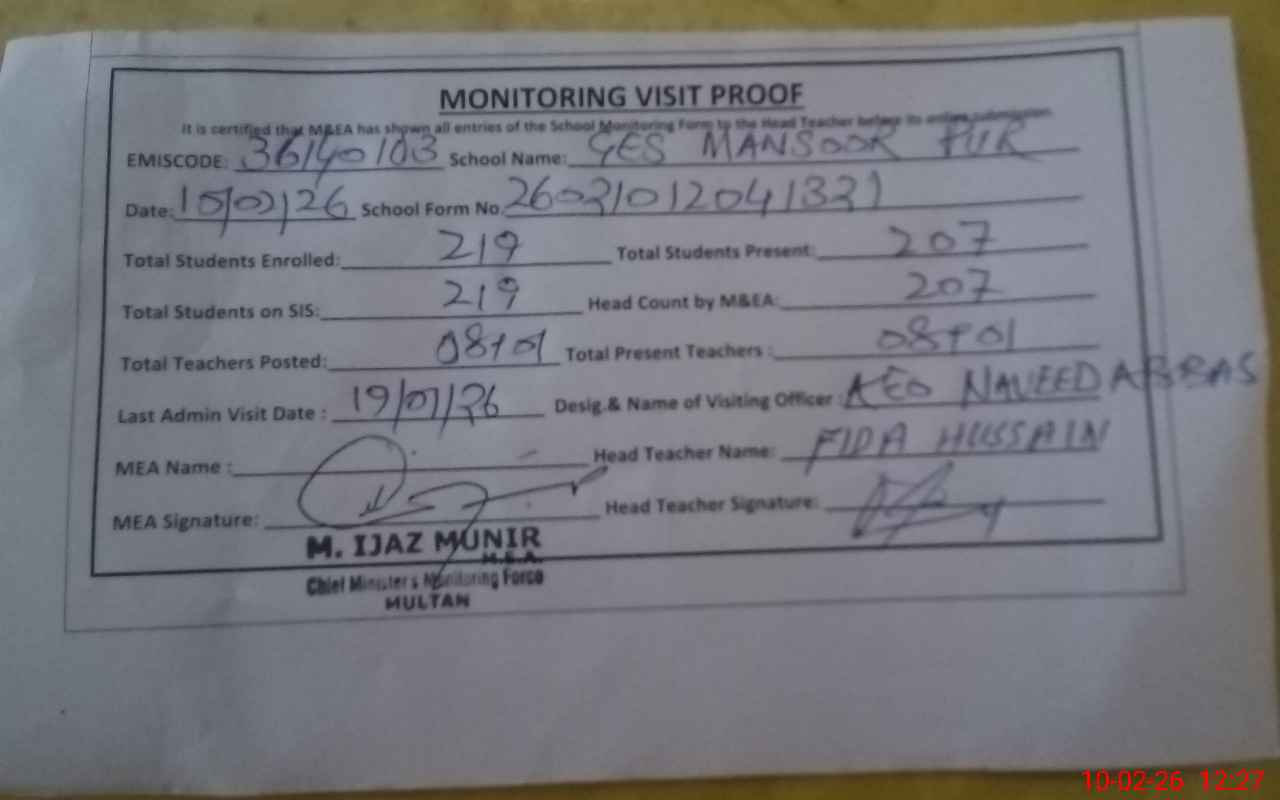 MONITORING VISIT PROOF
It is certified that M&EA has shown all entries of the School Monitoring Form to the Head Teacher before its online submission.
EMISCODE: 36140103 School Name: GES MANSOOR PUR
Date: 10/02/26 School Form No. 26021012041321
Total Students Enrolled: 219 Total Students Present: 207
Total Students on SIS: 219 Head Count by M&EA: 207
Total Teachers Posted: 08+01 Total Present Teachers : 08+01
Last Admin Visit Date : 19/01/26 Desig.& Name of Visiting Officer : AEO NAVEED ABBAS
MEA Name : Head Teacher Name: FIDA HUSSAIN
MEA Signature: Head Teacher Signature:
M. IJAZ MUNIR
M.E.A.
Chief Minister's Monitoring Force
MULTAN
10-02-26 12:27